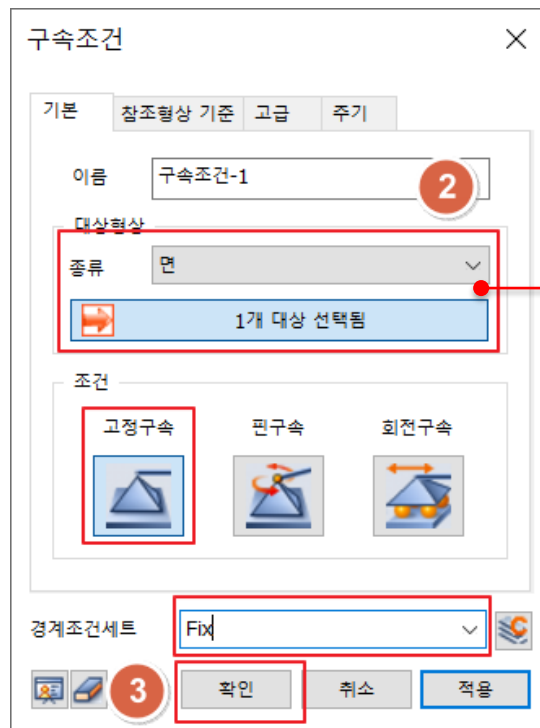 구속조건
기본 참조형상 기준 고급 주기
이름 구속조건-1
2
대상형상
종류 면
1개 대상 선택됨
조건
고정구속 핀구속 회전구속
경계조건세트 Fix
3 확인 취소 적용